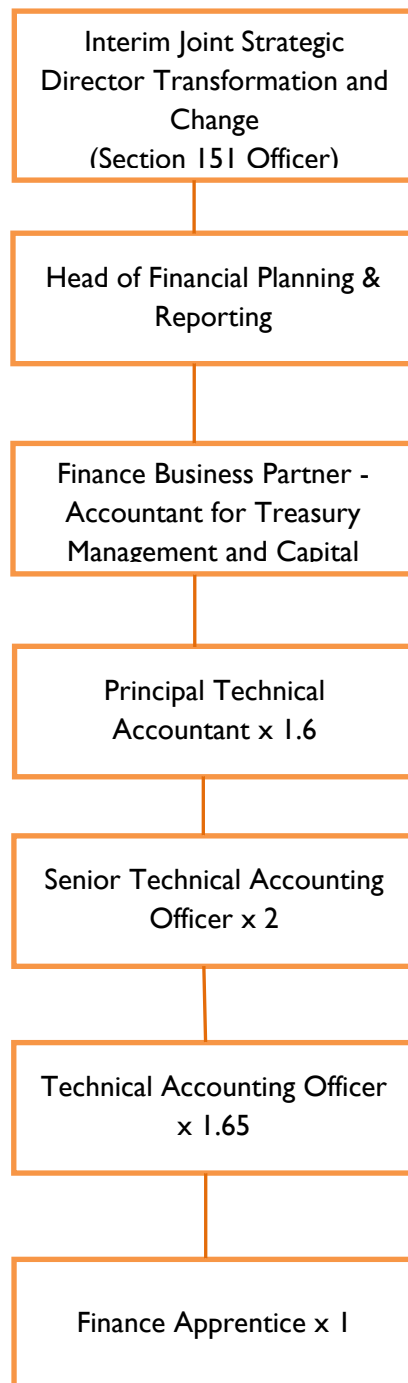 Interim Joint Strategic
Director Transformation and
Change
(Section 151 Officer)
Head of Financial Planning &
Reporting
Finance Business Partner -
Accountant for Treasury
Management and Capital
Principal Technical
Accountant x 1.6
Senior Technical Accounting
Officer x 2
Technical Accounting Officer
x 1.65
Finance Apprentice x 1